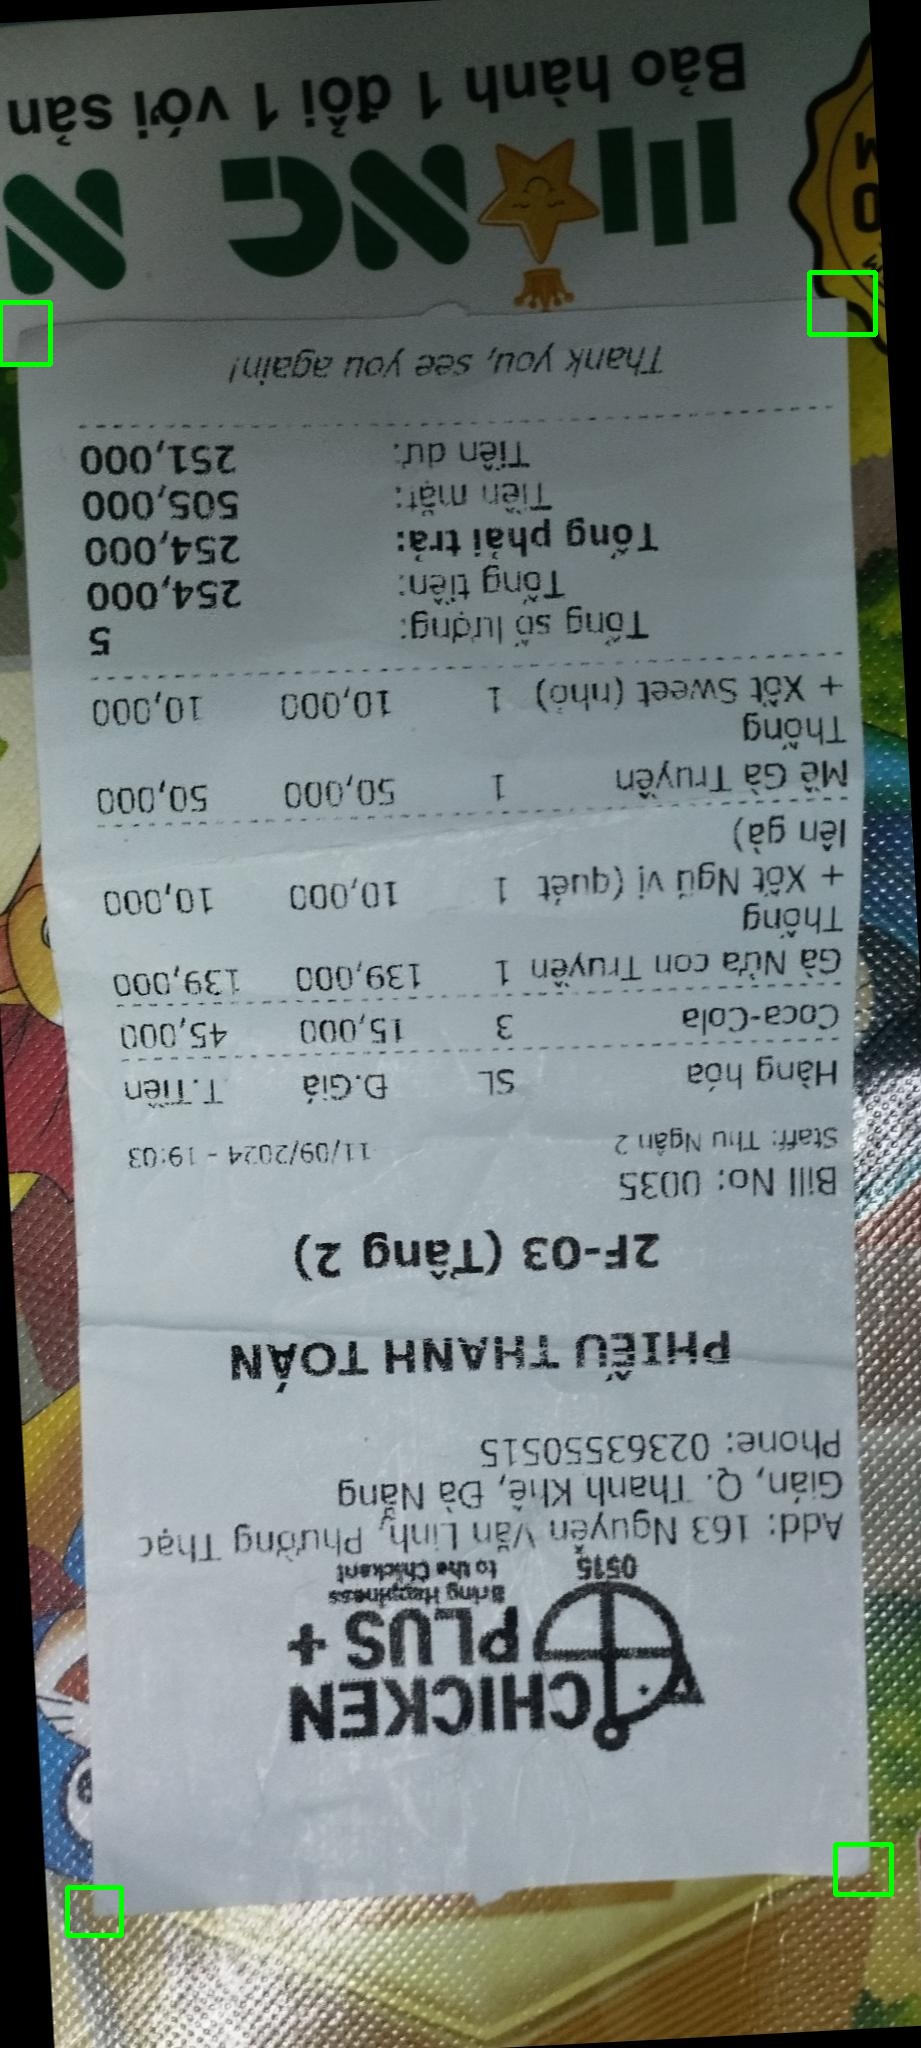 CHICKEN
PLUS +
Bring Happiness
to the Chickent
0515
Add: 163 Nguyễn Văn Linh, Phường Thạc
Gián, Q. Thanh Khê, Đà Nẵng
Phone: 02363550515
PHIẾU THANH TOÁN
2F-03 (Tầng 2)
Bill No: 0035
Staff: Thu Ngân 2 11/09/2024 - 19:03
Hàng hóa SL Đ.Giá T.Tiền
Coca-Cola 3 15,000 45,000
Gà Nửa con Truyền 1 139,000 139,000
Thống
+ Xốt Ngũ vị (quét 1 10,000 10,000
lên gà)
Mề Gà Truyền 1 50,000 50,000
Thống
+ Xốt Sweet (nhỏ) 1 10,000 10,000
Tổng số lượng: 5
Tổng tiền: 254,000
Tổng phải trả: 254,000
Tiền mặt: 505,000
Tiền dư: 251,000
Thank you, see you again!
NG N
Bảo hành 1 đổi 1 với sản